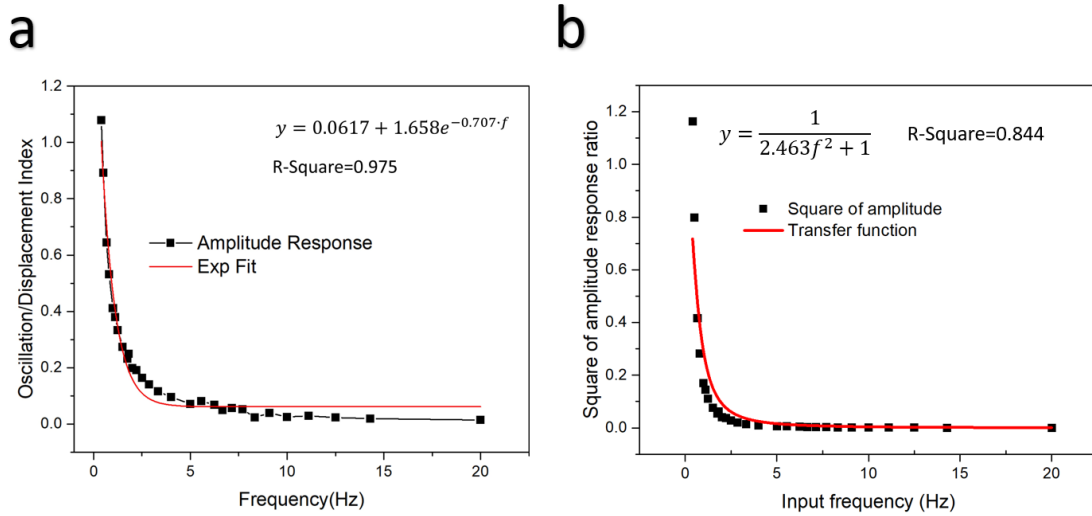 a
y = 0.0617 + 1.658e^{-0.707·f}
R-Square=0.975
Amplitude Response
Exp Fit
Oscillation/Displacement Index
1.2
1.0
0.8
0.6
0.4
0.2
0.0
0
5
10
15
20
Frequency(Hz)
b
y = \frac{1}{2.463f^2 + 1}
R-Square=0.844
Square of amplitude
Transfer function
Square of amplitude response ratio
1.2
1.0
0.8
0.6
0.4
0.2
0.0
0
5
10
15
20
Input frequency (Hz)